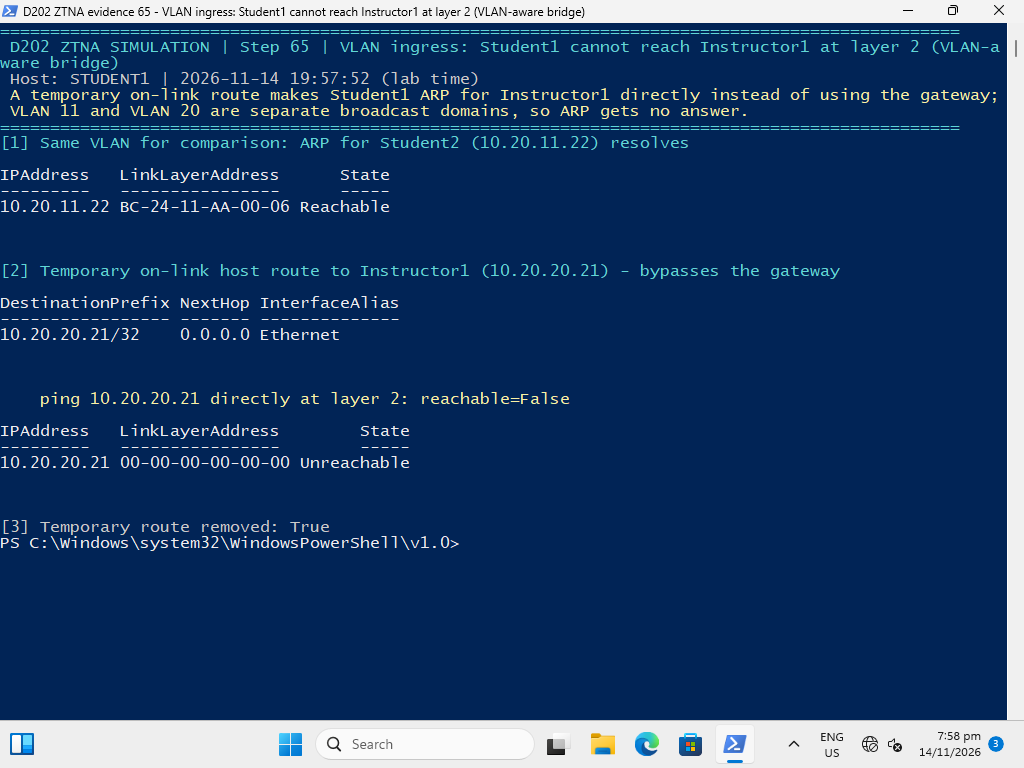 D202 ZTNA evidence 65 - VLAN ingress: Student1 cannot reach Instructor1 at layer 2 (VLAN-aware bridge)
================================================================================================
D202 ZTNA SIMULATION | Step 65 | VLAN ingress: Student1 cannot reach Instructor1 at layer 2 (VLAN-a
ware bridge)
Host: STUDENT1 | 2026-11-14 19:57:52 (lab time)
A temporary on-link route makes Student1 ARP for Instructor1 directly instead of using the gateway;
VLAN 11 and VLAN 20 are separate broadcast domains, so ARP gets no answer.
================================================================================================
[1] Same VLAN for comparison: ARP for Student2 (10.20.11.22) resolves
IPAddress   LinkLayerAddress      State
---------   ----------------      -----
10.20.11.22 BC-24-11-AA-00-06 Reachable
[2] Temporary on-link host route to Instructor1 (10.20.20.21) - bypasses the gateway
DestinationPrefix NextHop InterfaceAlias
----------------- ------- --------------
10.20.20.21/32    0.0.0.0 Ethernet
ping 10.20.20.21 directly at layer 2: reachable=False
IPAddress   LinkLayerAddress        State
---------   ----------------        -----
10.20.20.21 00-00-00-00-00-00 Unreachable
[3] Temporary route removed: True
PS C:\Windows\system32\WindowsPowerShell\v1.0>
Search
ENG
US
7:58 pm
14/11/2026
3